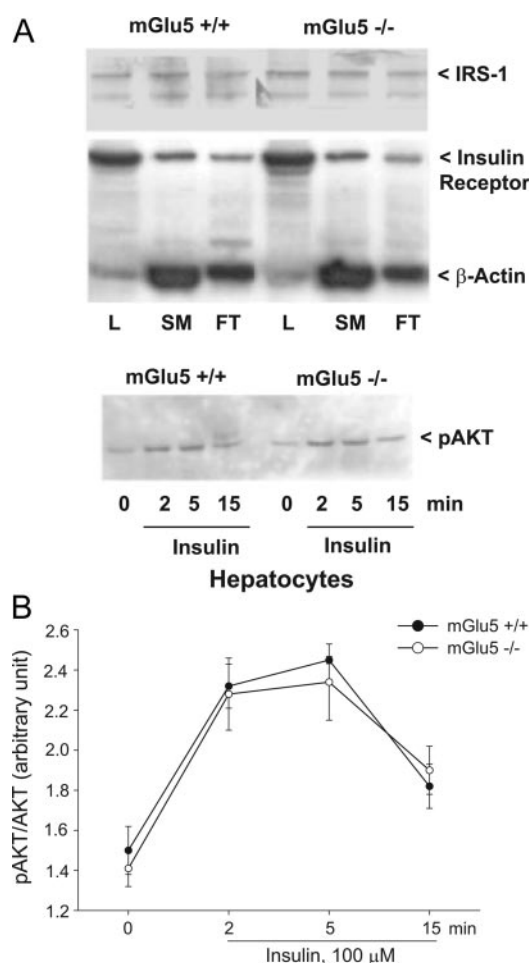 A
mGlu5 +/+ mGlu5 -/-
< IRS-1
< Insulin
Receptor
< β-Actin
L SM FT L SM FT
mGlu5 +/+ mGlu5 -/-
< pAKT
0 2 5 15 0 2 5 15 min
Insulin Insulin
Hepatocytes
B
mGlu5 +/+
mGlu5 -/-
pAKT/AKT (arbitrary unit)
2.6
2.4
2.2
2.0
1.8
1.6
1.4
1.2
0 2 5 15 min
Insulin, 100 μM